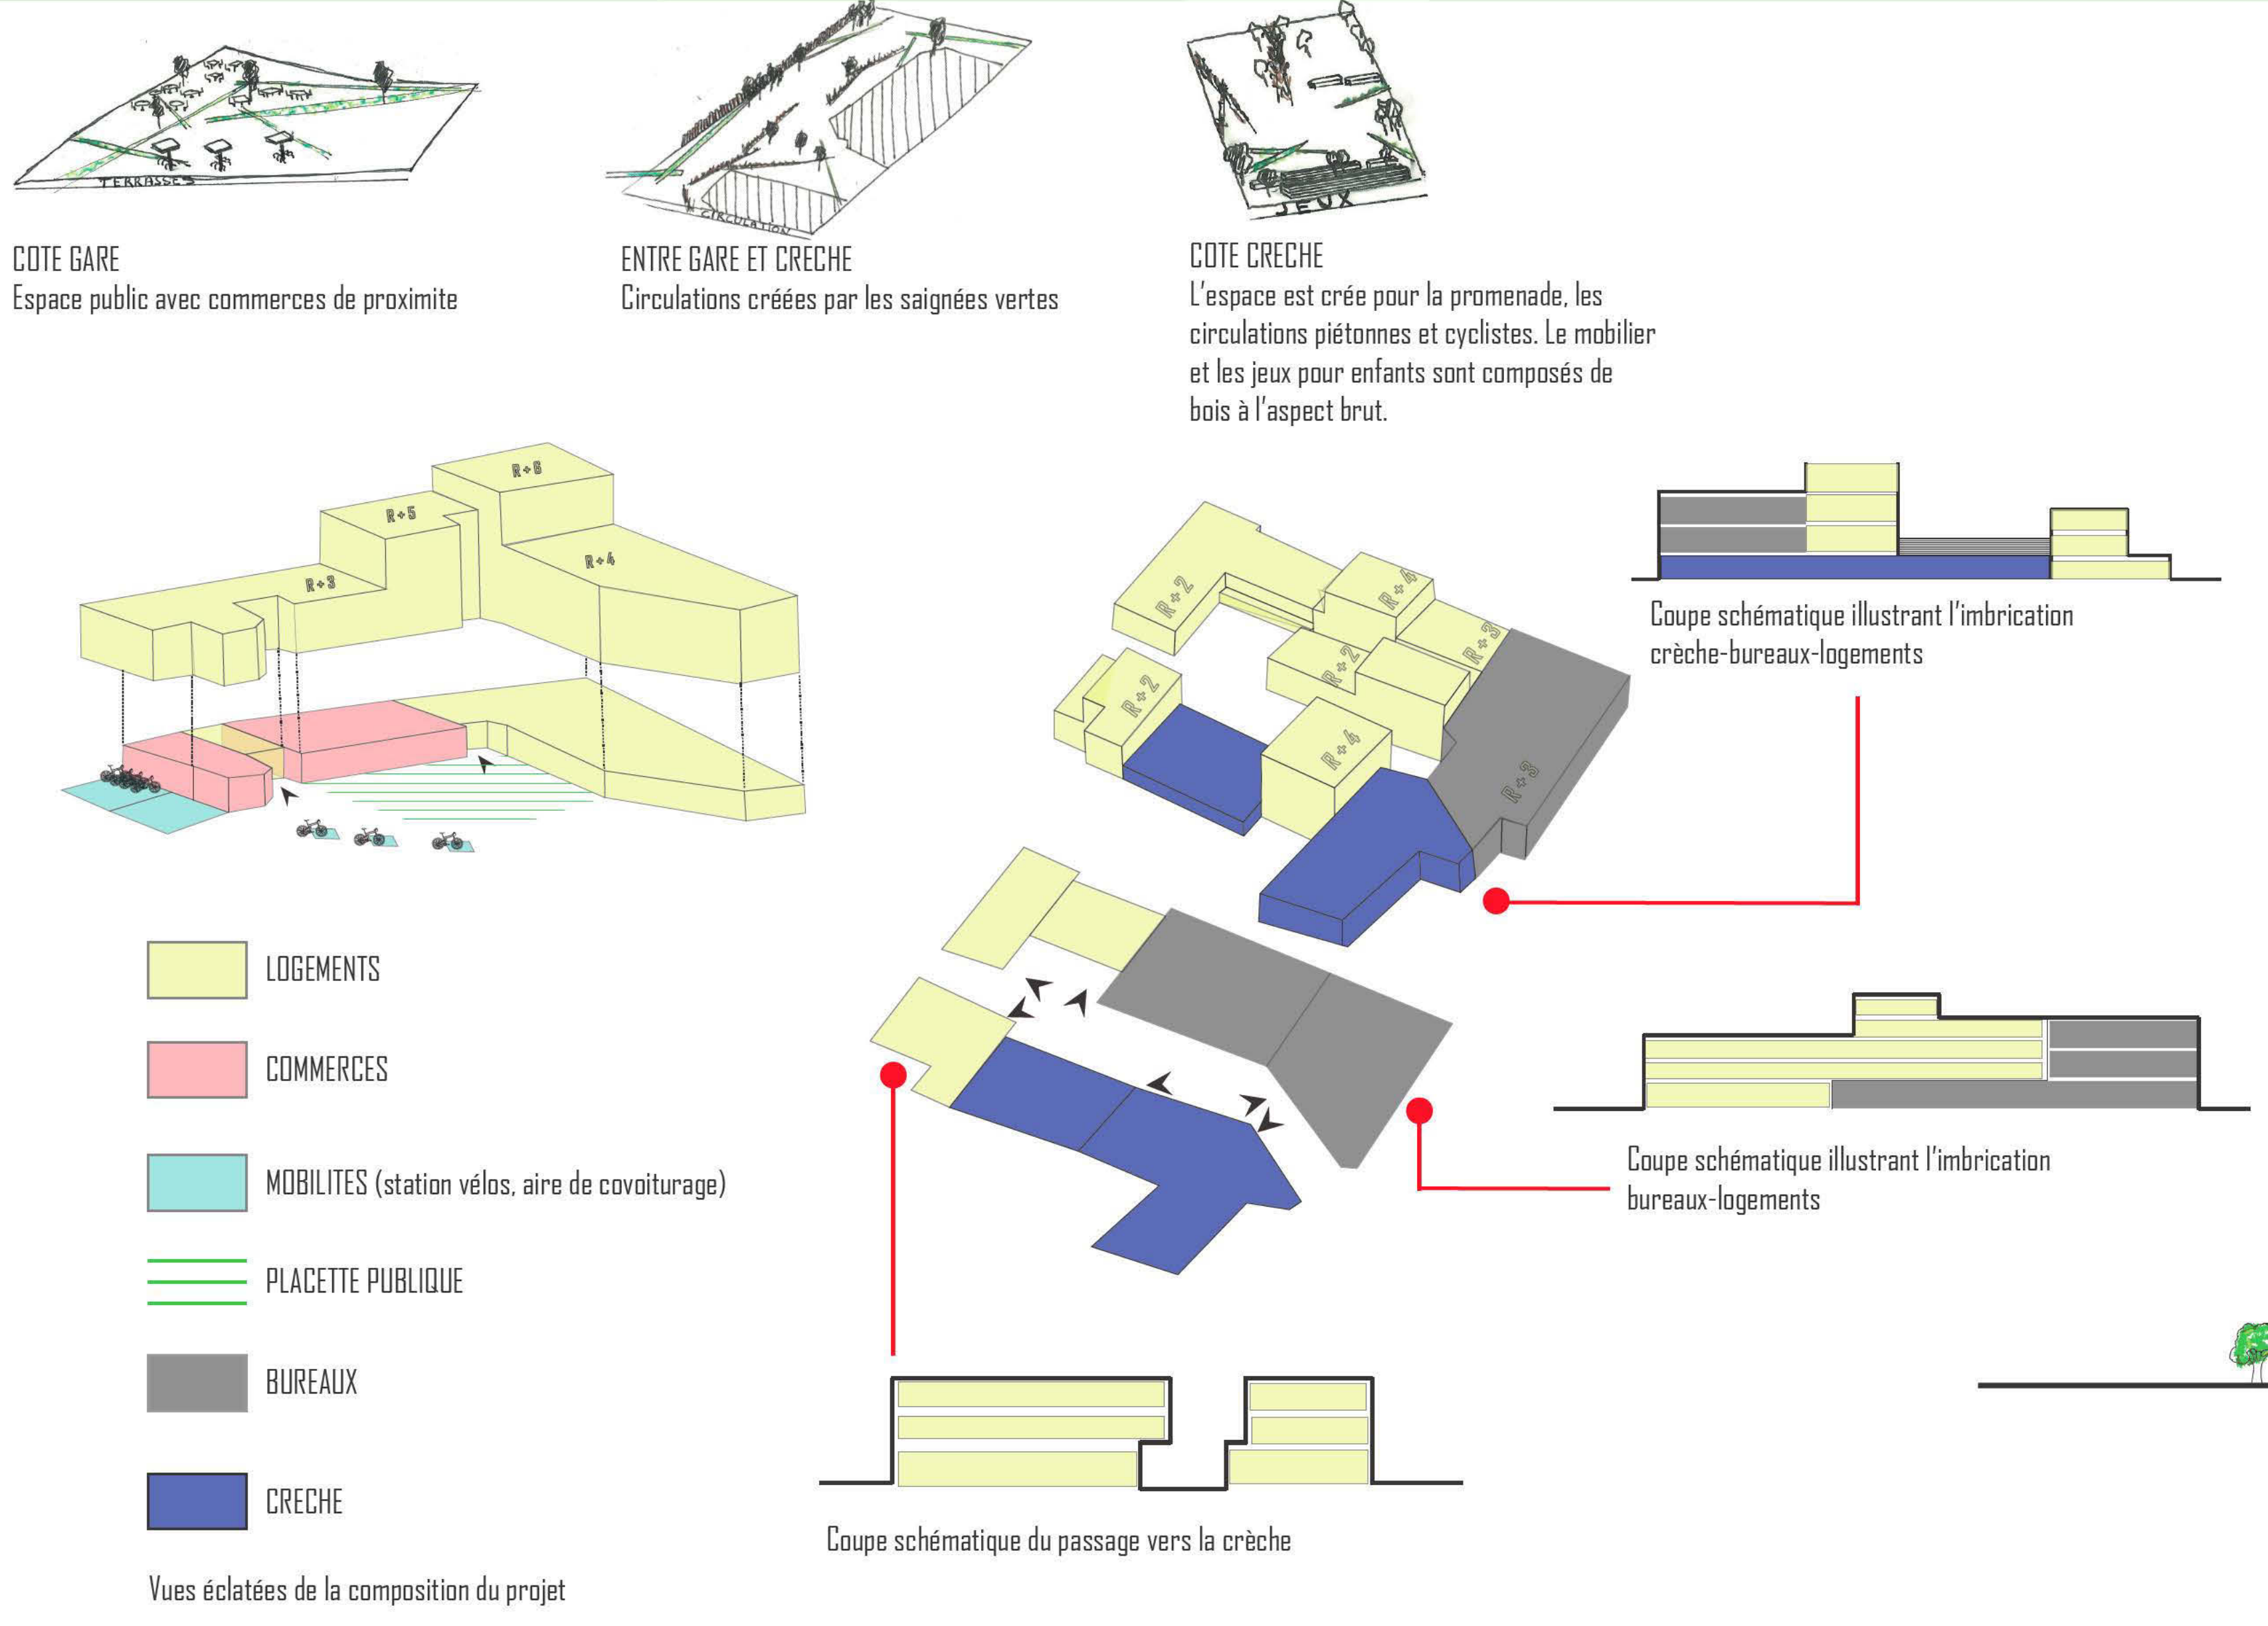 TERRASSES
CIRCULATION
JEUX
COTE GARE
Espace public avec commerces de proximite
ENTRE GARE ET CRECHE
Circulations créées par les saignées vertes
COTE CRECHE
L'espace est crée pour la promenade, les
circulations piétonnes et cyclistes. Le mobilier
et les jeux pour enfants sont composés de
bois à l'aspect brut.
R+6
R+5
R+4
R+3
R+2
R+4
R+3
R+2
R+2
R+4
R+3
Coupe schématique illustrant l'imbrication
crèche-bureaux-logements
LOGEMENTS
COMMERCES
MOBILITES (station vélos, aire de covoiturage)
PLACETTE PUBLIQUE
BUREAUX
CRECHE
Vues éclatées de la composition du projet
Coupe schématique illustrant l'imbrication
bureaux-logements
Coupe schématique du passage vers la crèche